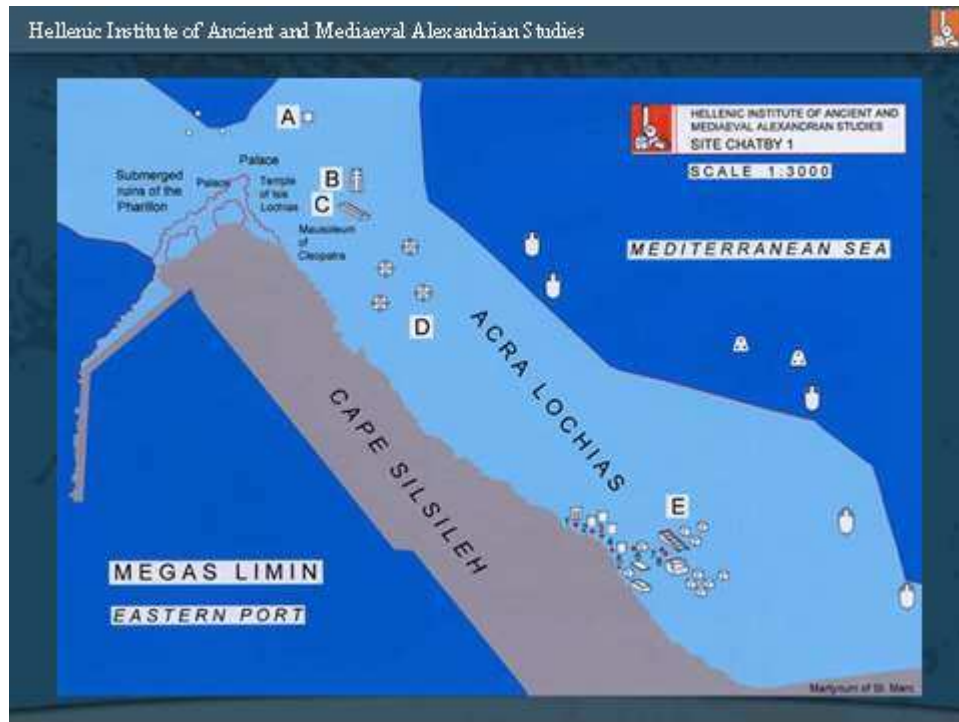 Hellenic Institute of Ancient and Mediaeval Alexandrian Studies
HELLENIC INSTITUTE OF ANCIENT AND
MEDIAEVAL ALEXANDRIAN STUDIES
SITE CHATBY 1
SCALE 1:3000
A
Palace
Submerged
ruins of the
Pharillon
Palace
Temple
of Isis
Lochias
B
C
Mausoleum
of
Cleopatra
MEDITERRANEAN SEA
D
ACRA LOCHIAS
CAPE SILSILEH
E
MEGAS LIMIN
EASTERN PORT
Martyrium of St. Marc